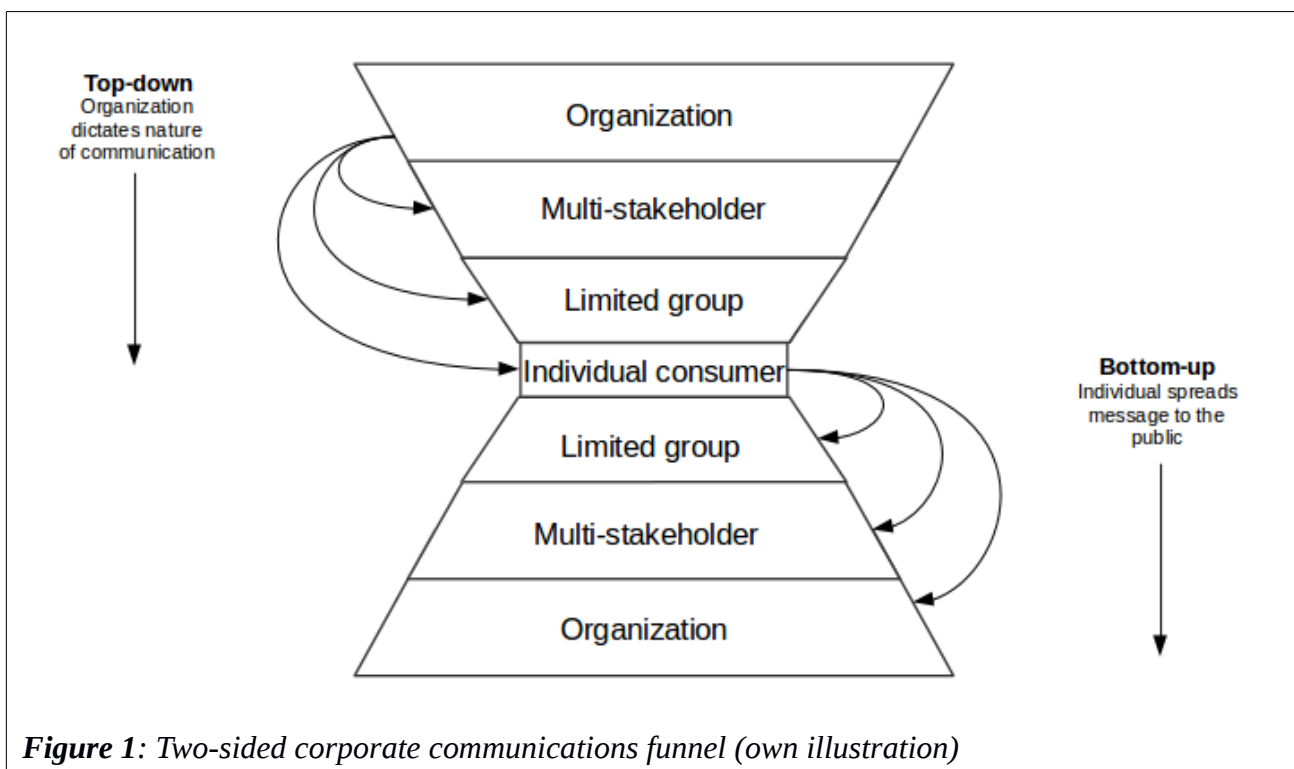 Top-down
Organization
dictates nature
of communication
Organization
Multi-stakeholder
Limited group
Individual consumer
Limited group
Multi-stakeholder
Organization
Bottom-up
Individual spreads
message to the
public
Figure 1: Two-sided corporate communications funnel (own illustration)